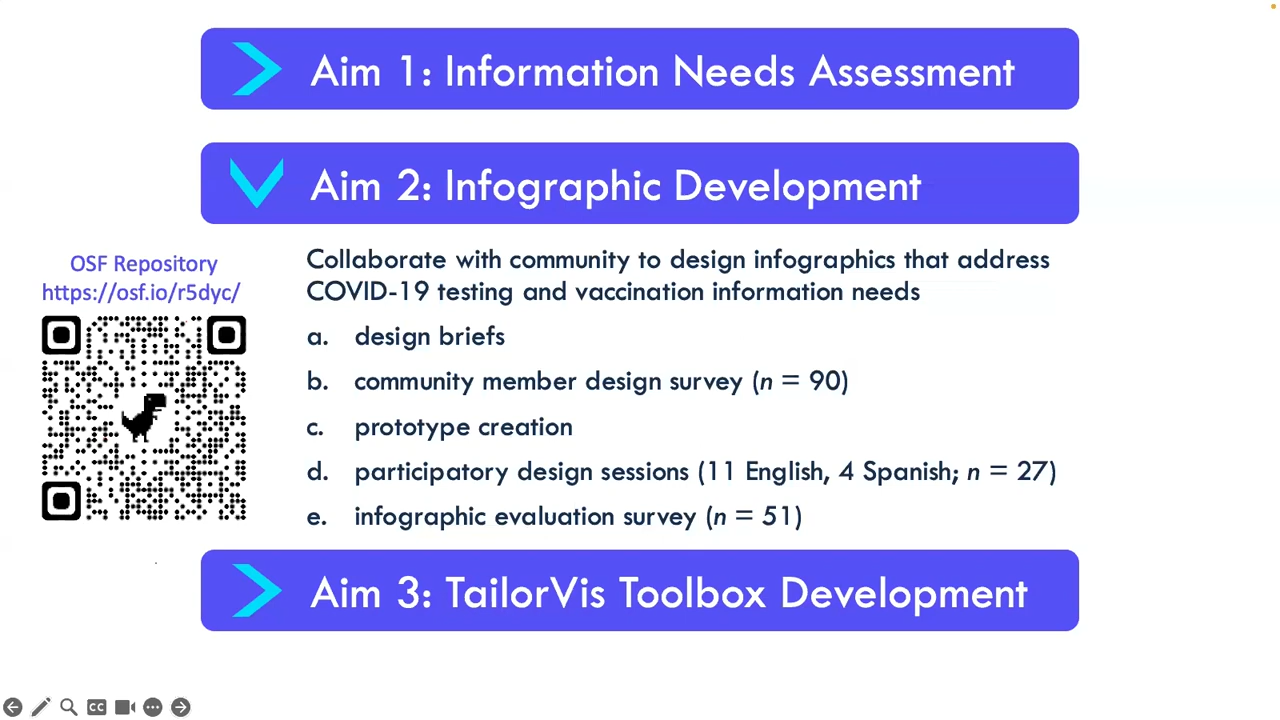 Aim 1: Information Needs Assessment
Aim 2: Infographic Development
OSF Repository
https://osf.io/r5dyc/
Collaborate with community to design infographics that address
COVID-19 testing and vaccination information needs
a. design briefs
b. community member design survey (n = 90)
c. prototype creation
d. participatory design sessions (11 English, 4 Spanish; n = 27)
e. infographic evaluation survey (n = 51)
Aim 3: TailorVis Toolbox Development
CC